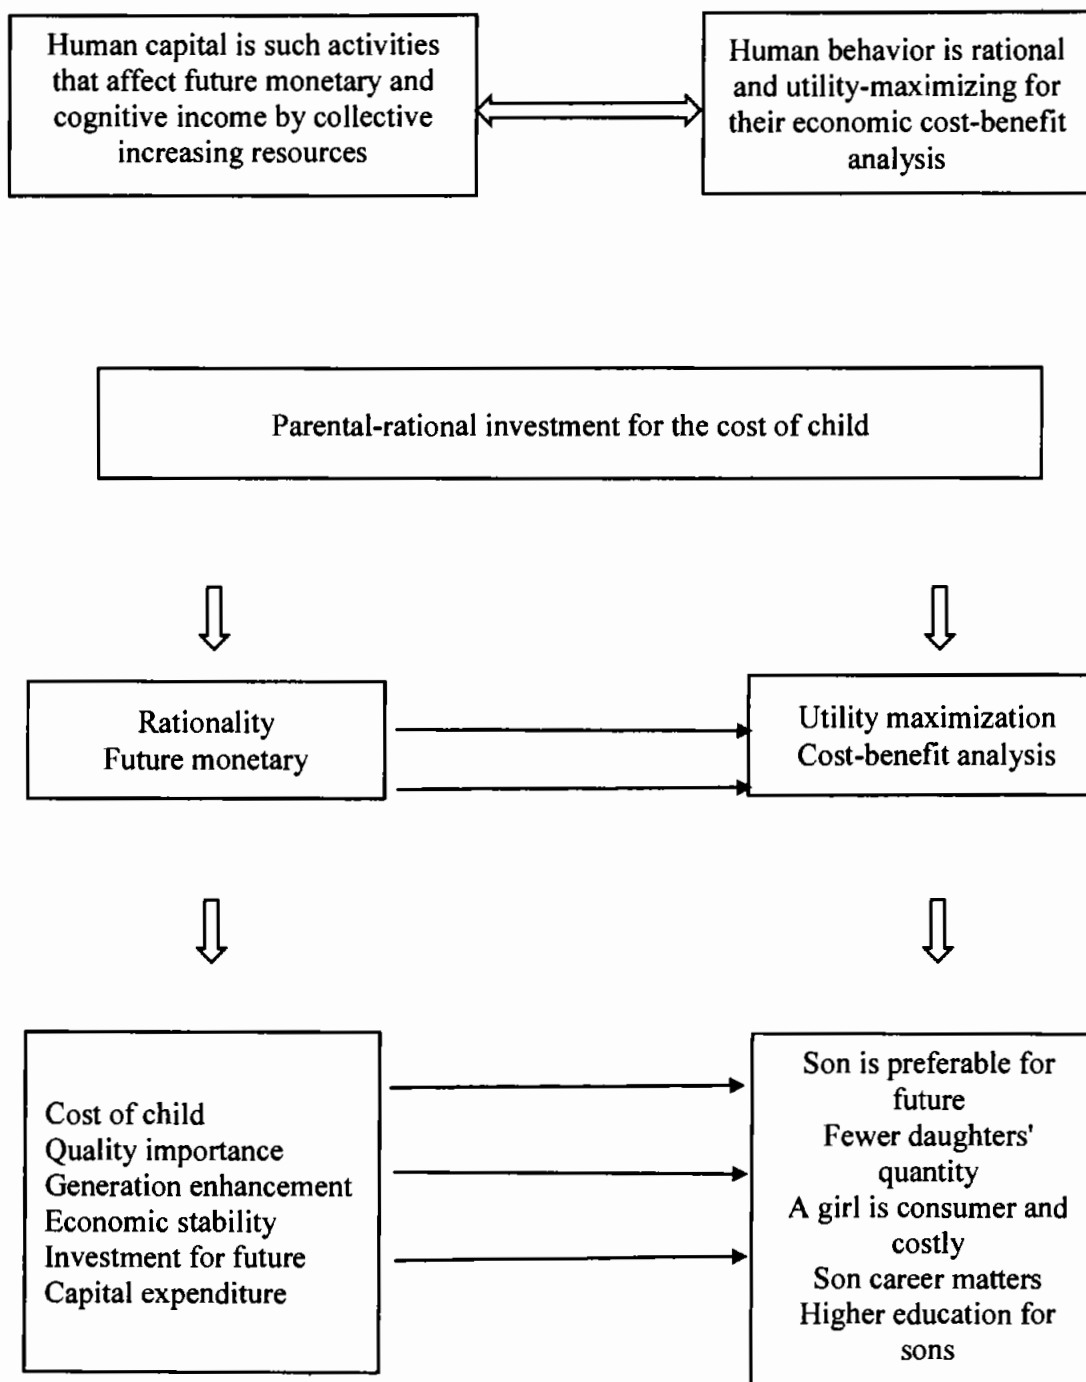 Human capital is such activities
that affect future monetary and
cognitive income by collective
increasing resources
Human behavior is rational
and utility-maximizing for
their economic cost-benefit
analysis
Parental-rational investment for the cost of child
Rationality
Future monetary
Utility maximization
Cost-benefit analysis
Cost of child
Quality importance
Generation enhancement
Economic stability
Investment for future
Capital expenditure
Son is preferable for
future
Fewer daughters'
quantity
A girl is consumer and
costly
Son career matters
Higher education for
sons